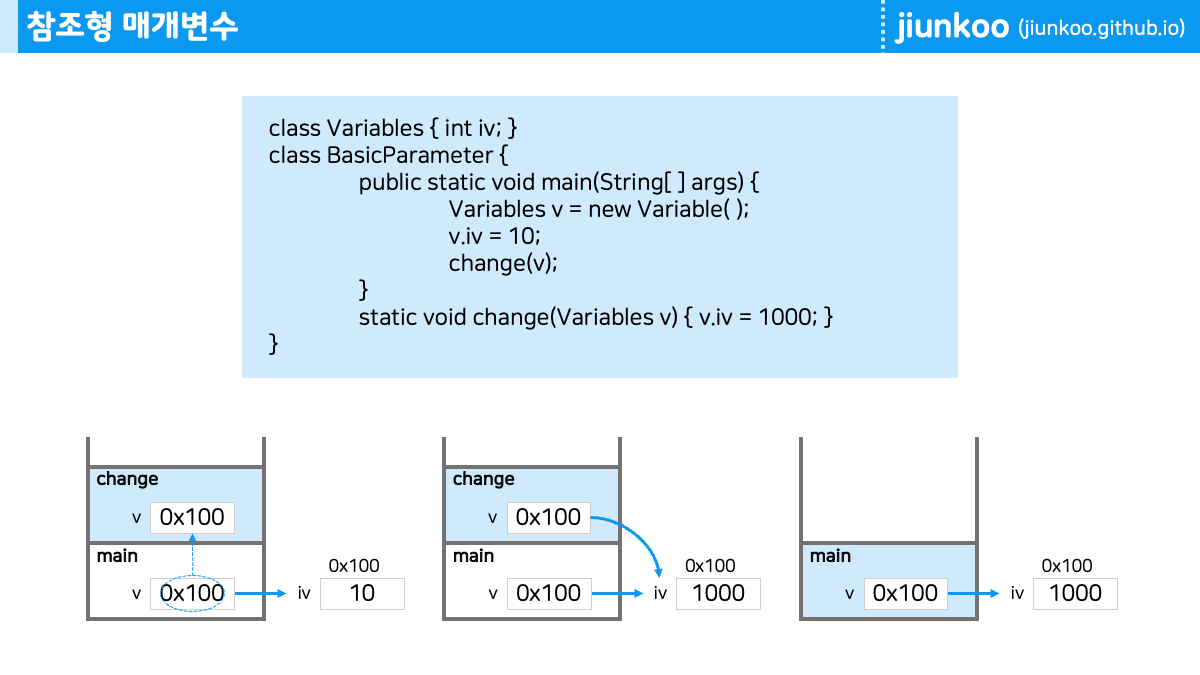 참조형 매개변수
jiunkoo (jiunkoo.github.io)
class Variables { int iv; }
class BasicParameter {
public static void main(String[ ] args) {
Variables v = new Variable( );
v.iv = 10;
change(v);
}
static void change(Variables v) { v.iv = 1000; }
}
change
v 0x100
main
v 0x100
0x100
iv 10
change
v 0x100
main
v 0x100
0x100
iv 1000
main
v 0x100
0x100
iv 1000